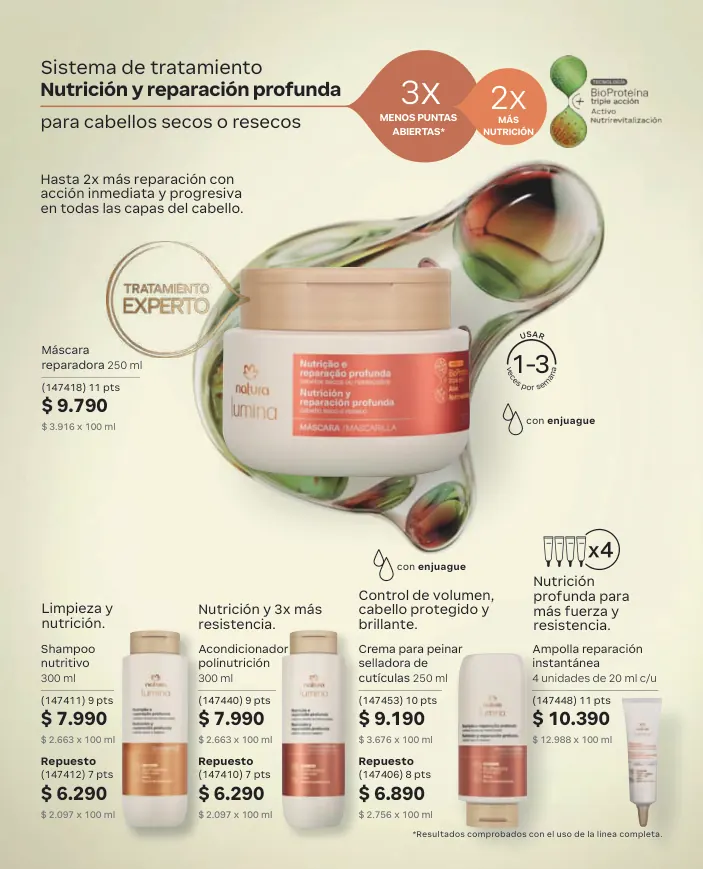 Sistema de tratamiento
Nutrición y reparación profunda
para cabellos secos o resecos
3X
MENOS PUNTAS
ABIERTAS*
2X
MÁS
NUTRICIÓN
TECNOLOGÍA
BioProteína
triple acción
Activo
Nutrirevitalización
Hasta 2x más reparación con
acción inmediata y progresiva
en todas las capas del cabello.
TRATAMIENTO
EXPERTO
Máscara
reparadora 250 ml
(147418) 11 pts
$ 9.790
$ 3.916 x 100 ml
natura
lumina
Nutrição e
reparação profunda
Nutrición y
reparación profunda
MÁSCARA / MASCARILLA
USAR
1-3
veces por semana
con enjuague
con enjuague
x4
Limpieza y
nutrición.
Shampoo
nutritivo
300 ml
(147411) 9 pts
$ 7.990
$ 2.663 x 100 ml
Repuesto
(147412) 7 pts
$ 6.290
$ 2.097 x 100 ml
natura
lumina
Nutrición y 3x más
resistencia.
Acondicionador
polinutrición
300 ml
(147440) 9 pts
$ 7.990
$ 2.663 x 100 ml
Repuesto
(147410) 7 pts
$ 6.290
$ 2.097 x 100 ml
natura
lumina
Control de volumen,
cabello protegido y
brillante.
Crema para peinar
selladora de
cutículas 250 ml
(147453) 10 pts
$ 9.190
$ 3.676 x 100 ml
Repuesto
(147406) 8 pts
$ 6.890
$ 2.756 x 100 ml
natura
lumina
Nutrición
profunda para
más fuerza y
resistencia.
Ampolla reparación
instantánea
4 unidades de 20 ml c/u
(147448) 11 pts
$ 10.390
$ 12.988 x 100 ml
*Resultados comprobados con el uso de la linea completa.